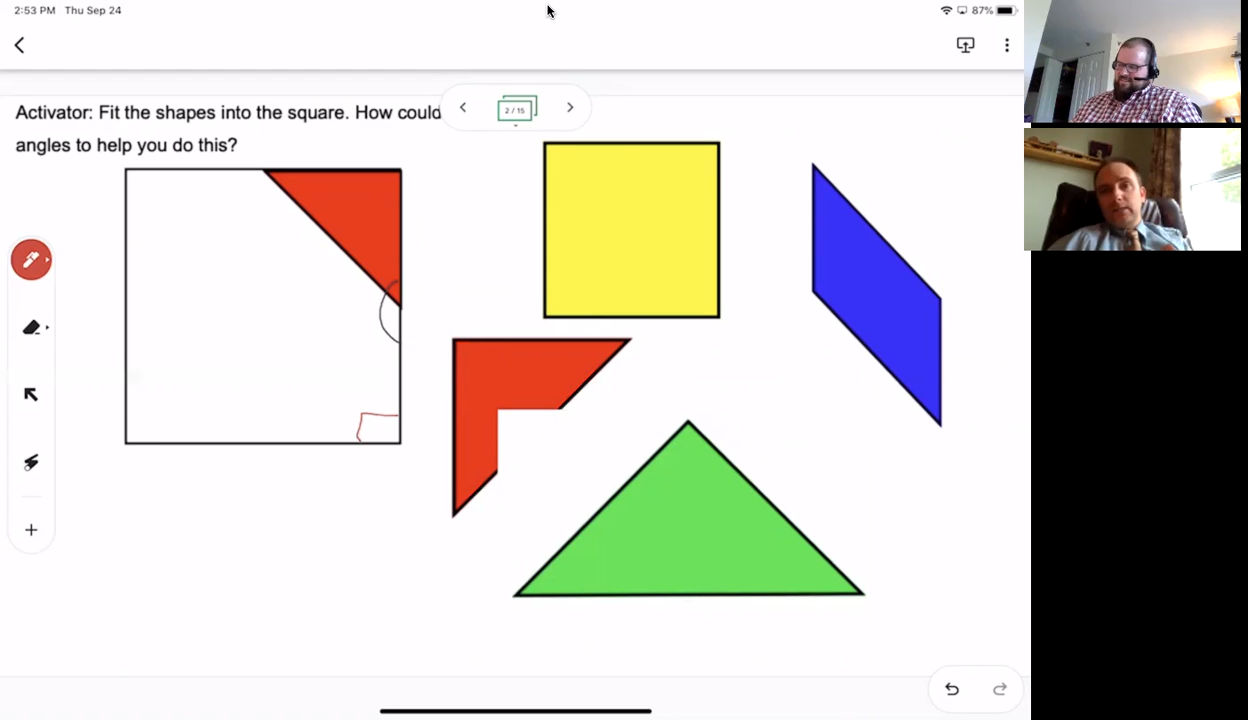 2:53 PM Thu Sep 24
87%
Activator: Fit the shapes into the square. How could
2 / 15
angles to help you do this?